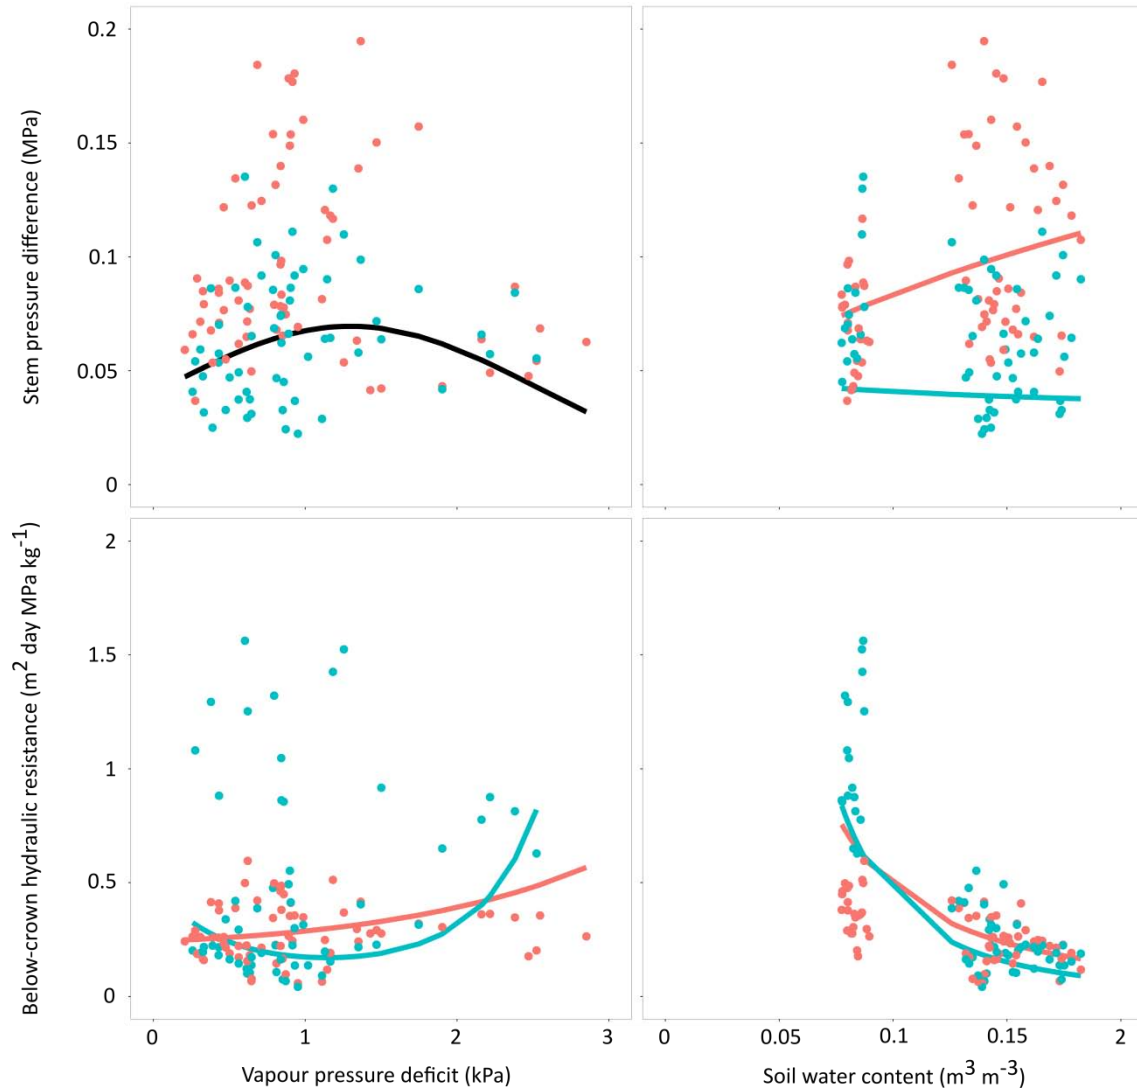 Stem pressure difference (MPa)
0.2
0.15
0.1
0.05
0
Below-crown hydraulic resistance (m² day MPa kg⁻¹)
2
1.5
1
0.5
0
0 1 2 3
Vapour pressure deficit (kPa)
0 0.05 0.1 0.15 2
Soil water content (m³ m⁻³)